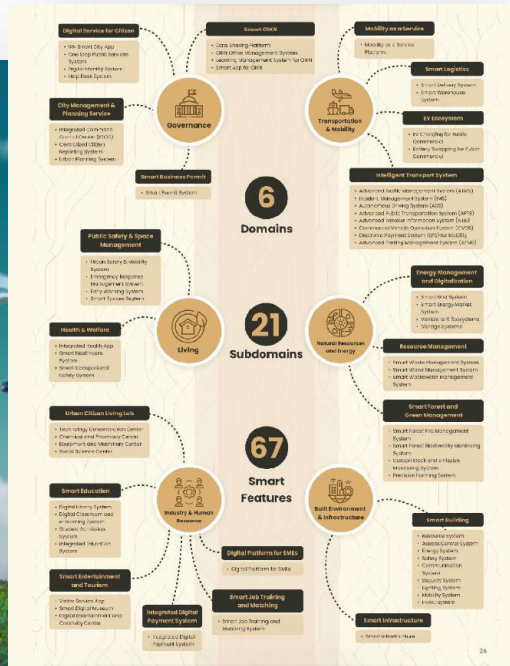 Digital Service for Citizen
IKN Smart City App
One Stop Public Services
System
Digital Identity System
Help Desk System
City Management &
Planning Service
Integrated Command
Control Center (ICCC)
Centralized Citizen
Reporting System
Urban Planning System
Smart OIKN
Data Sharing Platform
OIKN Office Management System
Learning Management System for OIKN
Smart App for OIKN
Governance
Smart Business Permit
Smart Permit System
Mobility as a Service
Mobility as a Service
Platform
Smart Logistics
Smart Delivery System
Smart Warehouse
System
EV Ecosystem
EV Charging for Public
Commercial
Battery Swapping for Public
Commercial
Transportation
& Mobility
Intelligent Transport System
Advanced Traffic Management System (ATMS)
Incident Management System (IMS)
Autonomous Driving System (ADS)
Advanced Public Transportation System (APTS)
Advanced Traveler Information System (ATIS)
Commercial Vehicle Operation System (CVOS)
Electronic Payment System (EPS) for Mobility
Advanced Parking Management System (APMS)
6
Domains
Public Safety & Space
Management
Urban Safety & Mobility
System
Emergency Response
Management System
Early Warning System
Smart Spaces System
Health & Welfare
Integrated Health App
Smart Healthcare
System
Smart Occupational
Safety System
Living
21
Subdomains
Energy Management
and Digitalization
Smart Grid System
Smart Energy Market
System
Storage Systems
Natural Resources
and Energy
Resource Management
Smart Waste Management System
Smart Water Management System
Smart Wastewater Management
System
Smart Forest and
Green Management
Smart Forest Fire Management
System
Smart Forest Biodiversity Monitoring
System
Carbon Stock and Emission
Monitoring System
Precision Farming System
67
Smart
Features
Urban Citizen Living Lab
Technology Demonstration Center
Chemical and Pharmacy Center
Equipment and Machinery Center
Social Science Center
Smart Education
Digital Library System
Digital Classroom and
e-learning System
Student Admission
System
Integrated Education
System
Industry & Human
Resource
Smart Entertainment
and Tourism
Visitor Service App
Smart Digital Museum
Digital Entertainment and
Creativity Center
Integrated Digital
Payment System
Integrated Digital
Payment System
Digital Platform for SMEs
Digital Platform for SMEs
Smart Job Training
and Matching
Smart Job Training and
Matching System
Built Environment
& Infrastructure
Smart Building
Resource System
Access Control System
Energy System
Safety System
Communication
System
Security System
Lighting System
Mobility System
HVAC System
Smart Infrastructure
Smart Infrastructure
26